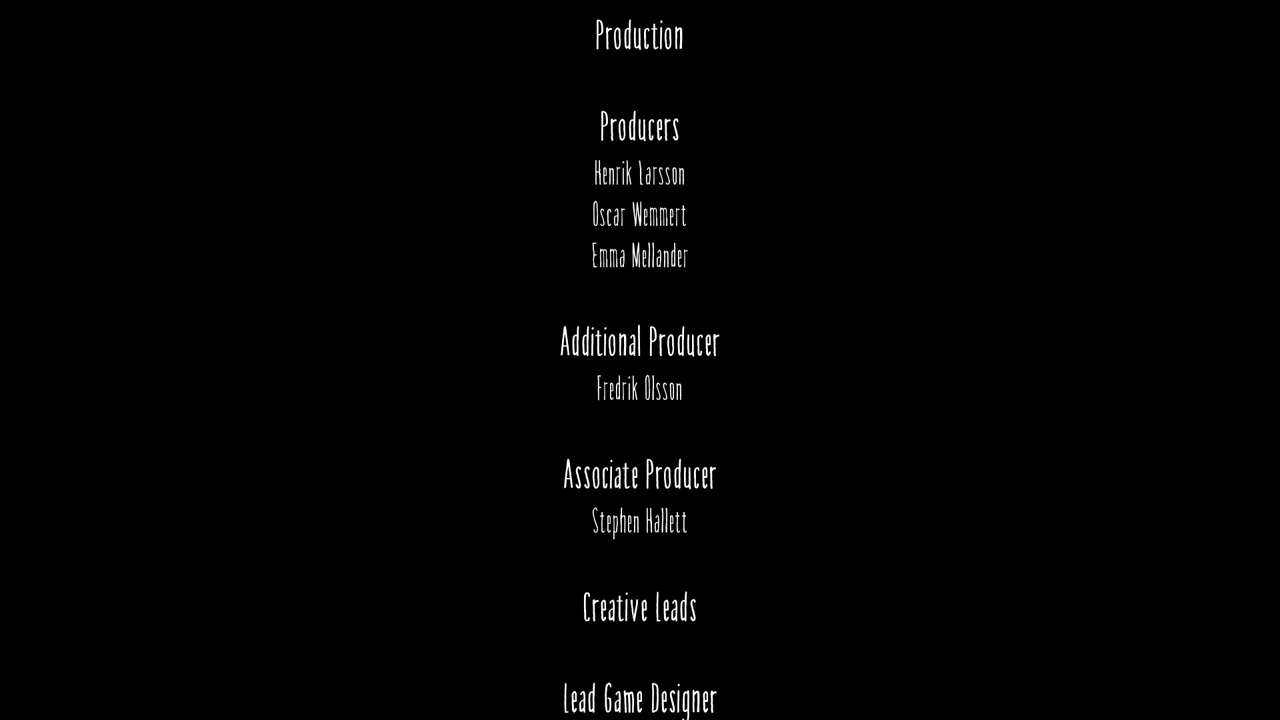 Production
Producers
Henrik Larsson
Oscar Wemmert
Emma Mellander
Additional Producer
Fredrik Olsson
Associate Producer
Stephen Hallett
Creative Leads
Lead Game Designer